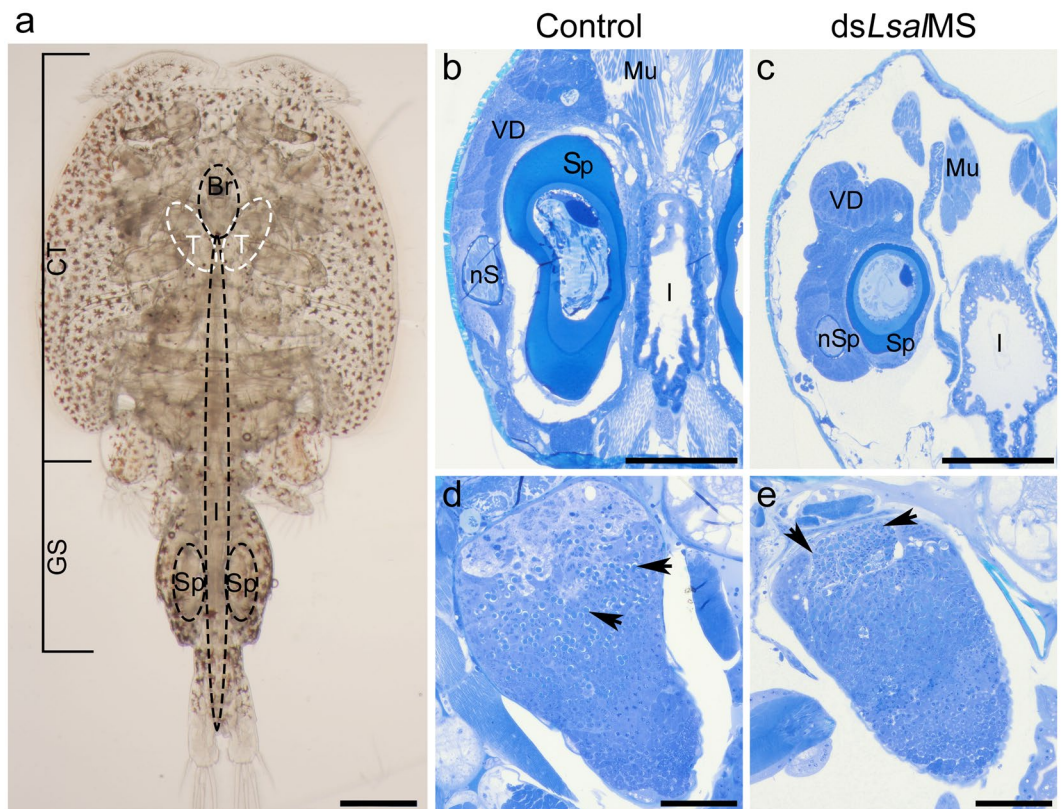 a
Control
dsLsalMS
b
Mu
VD
Sp
nS
I
c
Mu
VD
nSp
Sp
I
Br
T
T
CT
I
GS
Sp
Sp
d
e